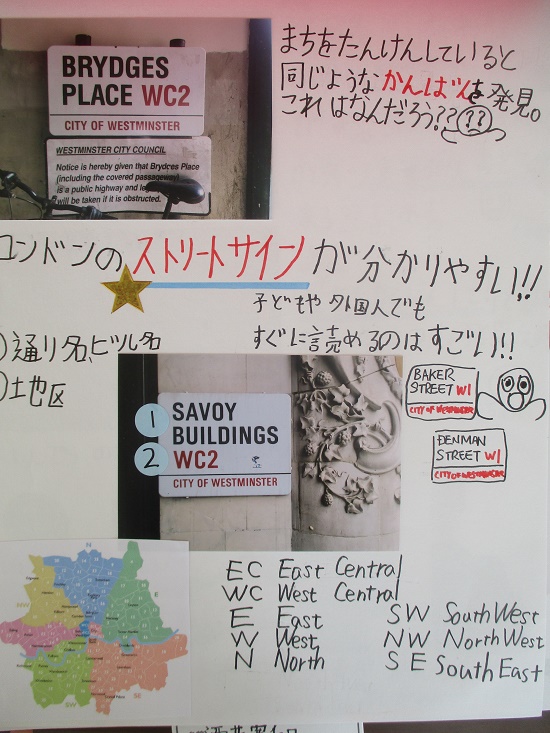 BRYDGES
PLACE WC2
CITY OF WESTMINSTER
WESTMINSTER CITY COUNCIL
Notice is hereby given that Brydges Place
(including the covered passageway)
is a public highway and
will be taken if it is obstructed.
まちをたんけんしていると
同じような かんばんを 発見。
これはなんだろう??
??
ロンドンの ストリートサイン が 分かりやすい!!
子どもや 外国人でも
すぐに読めるのは すごい!!
通り名、ビル名
土地区
1 SAVOY
BUILDINGS
2 WC2
CITY OF WESTMINSTER
BAKER
STREET W1
CITY OF WESTMINSTER
DENMAN
STREET W1
CITY OF WESTMINSTER
EC East Central
WC West Central
E East
W West
N North
SW South West
NW North West
SE South East
N
NW
E
SW
SE